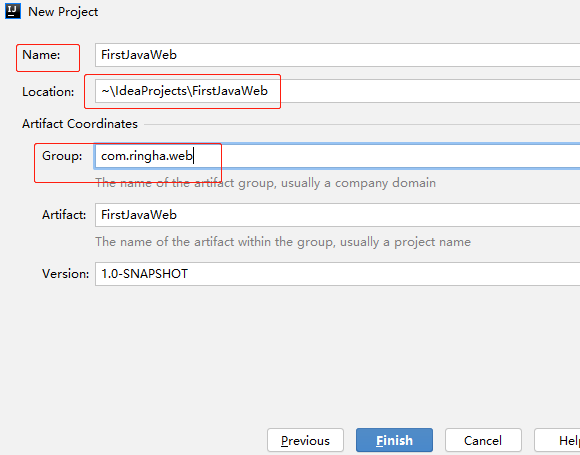 New Project
Name: FirstJavaWeb
Location: ~\IdeaProjects\FirstJavaWeb
Artifact Coordinates
Group: com.ringha.web
The name of the artifact group, usually a company domain
Artifact: FirstJavaWeb
The name of the artifact within the group, usually a project name
Version: 1.0-SNAPSHOT
Previous Finish Cancel Help